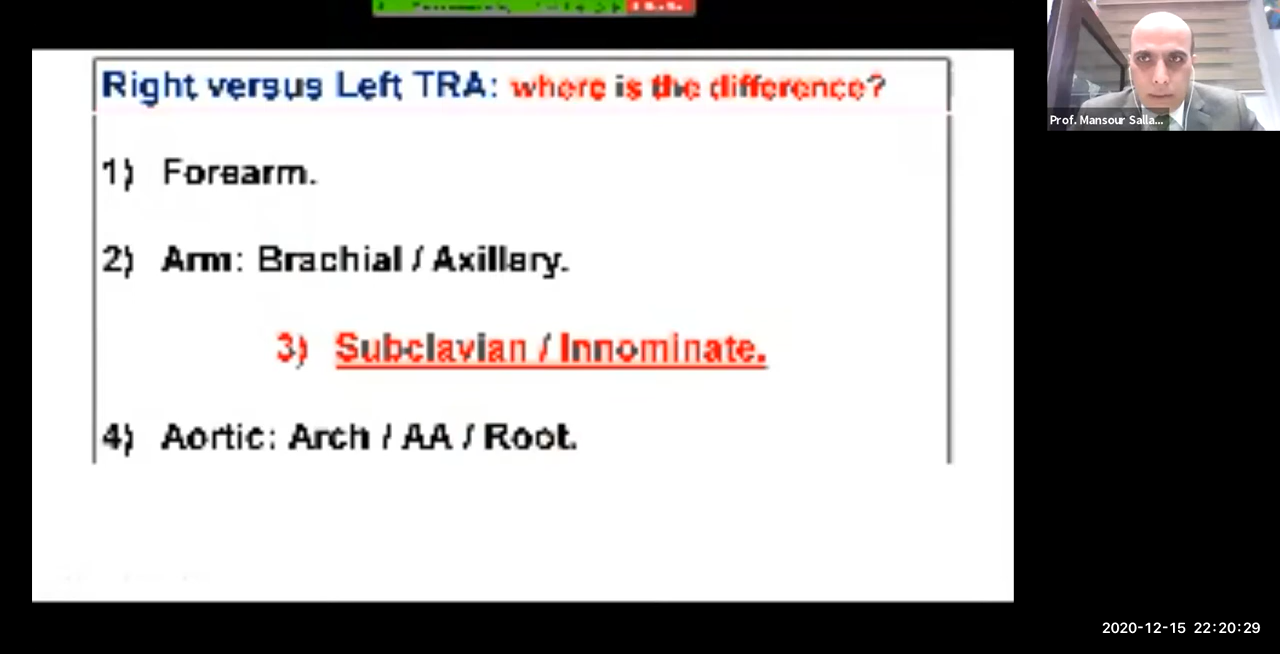 Right versus Left TRA: where is the difference?
1) Forearm.
2) Arm: Brachial / Axillary.
3) Subclavian / Innominate.
4) Aortic: Arch / AA / Root.
Prof. Mansour Salla...
2020-12-15 22:20:29